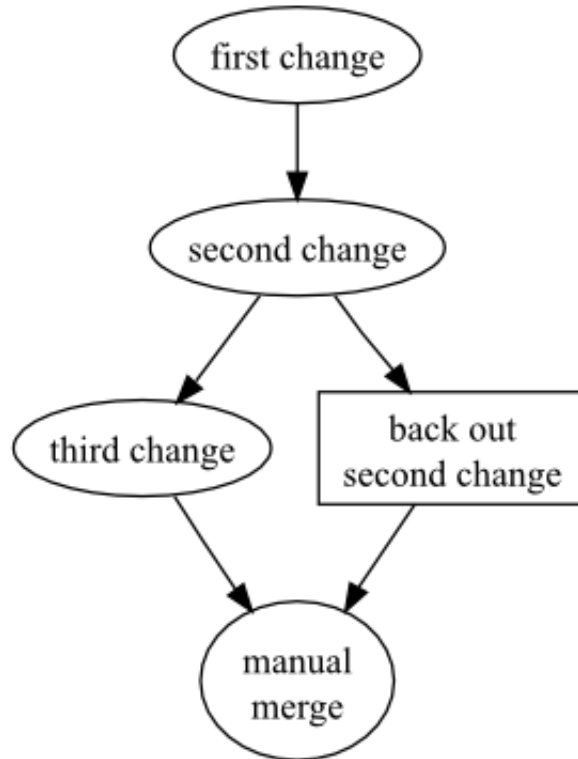 first change
second change
third change
back out
second change
manual
merge